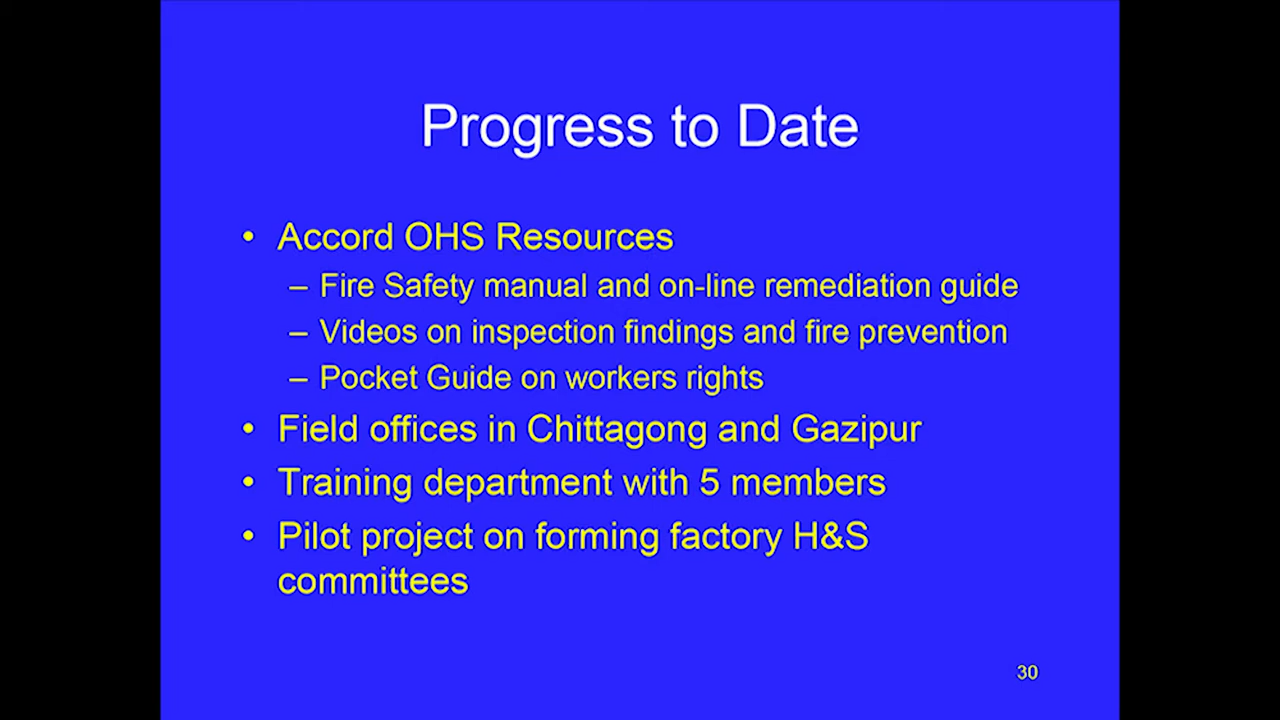 Progress to Date
• Accord OHS Resources
– Fire Safety manual and on-line remediation guide
– Videos on inspection findings and fire prevention
– Pocket Guide on workers rights
• Field offices in Chittagong and Gazipur
• Training department with 5 members
• Pilot project on forming factory H&S
committees
30